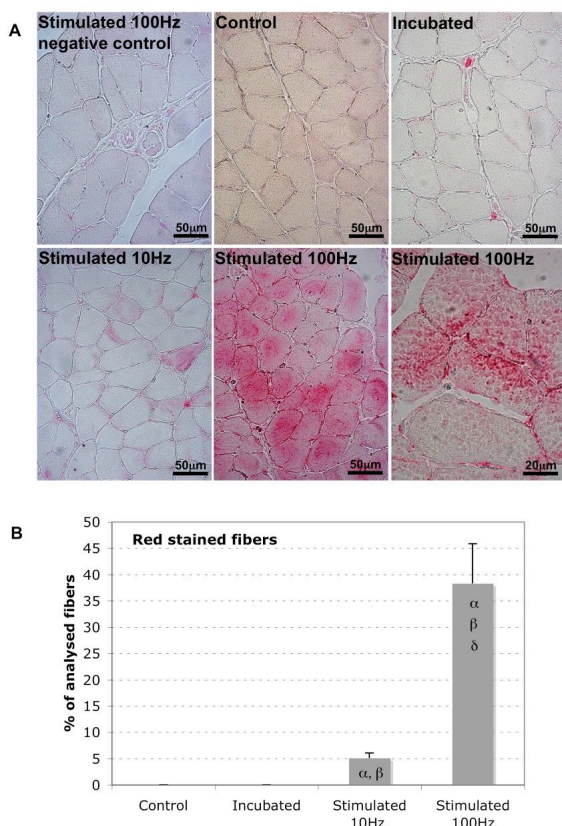 A
Stimulated 100Hz
negative control
50μm
Control
50μm
Incubated
50μm
Stimulated 10Hz
50μm
Stimulated 100Hz
50μm
Stimulated 100Hz
20μm
B
Red stained fibers
% of analysed fibers
50
45
40
35
30
25
20
15
10
5
0
α, β
α
β
δ
Control
Incubated
Stimulated
10Hz
Stimulated
100Hz